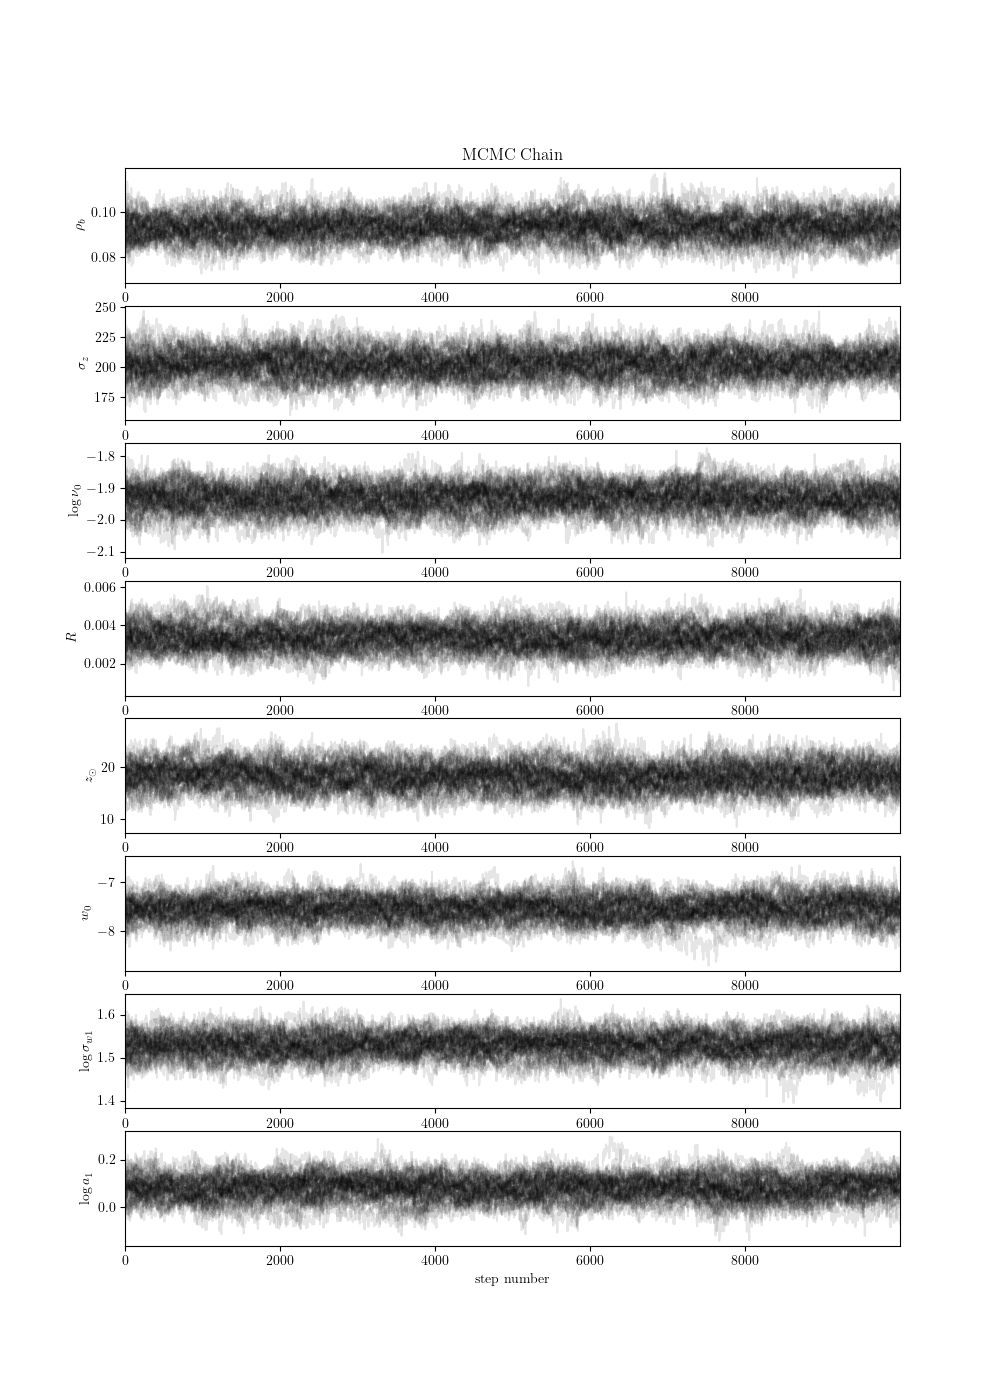 MCMC Chain
0.10
0.08
ρ_b
0 2000 4000 6000 8000
250
225
200
175
σ_z
0 2000 4000 6000 8000
−1.8
−1.9
−2.0
−2.1
log ν_0
0 2000 4000 6000 8000
0.006
0.004
0.002
R
0 2000 4000 6000 8000
20
10
z_⊙
0 2000 4000 6000 8000
−7
−8
w_0
0 2000 4000 6000 8000
1.6
1.5
1.4
log σ_{w1}
0 2000 4000 6000 8000
0.2
0.0
log a_1
0 2000 4000 6000 8000
step number